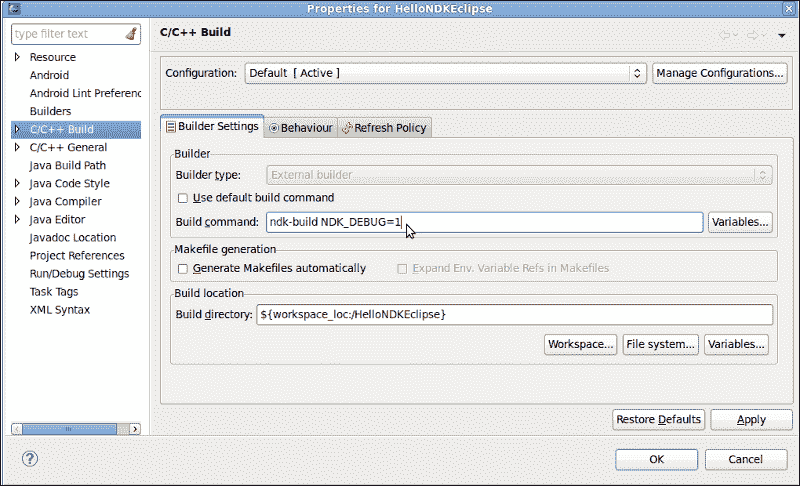 Properties for HelloNDKEclipse
type filter text
Resource
Android
Android Lint Preferenc
Builders
C/C++ Build
C/C++ General
Java Build Path
Java Code Style
Java Compiler
Java Editor
Javadoc Location
Project References
Run/Debug Settings
Task Tags
XML Syntax
C/C++ Build
Configuration: Default [ Active ] Manage Configurations...
Builder Settings Behaviour Refresh Policy
Builder
Builder type: External builder
Use default build command
Build command: ndk-build NDK_DEBUG=1 Variables...
Makefile generation
Generate Makefiles automatically Expand Env. Variable Refs in Makefiles
Build location
Build directory: ${workspace_loc:/HelloNDKEclipse}
Workspace... File system... Variables...
Restore Defaults Apply
? OK Cancel